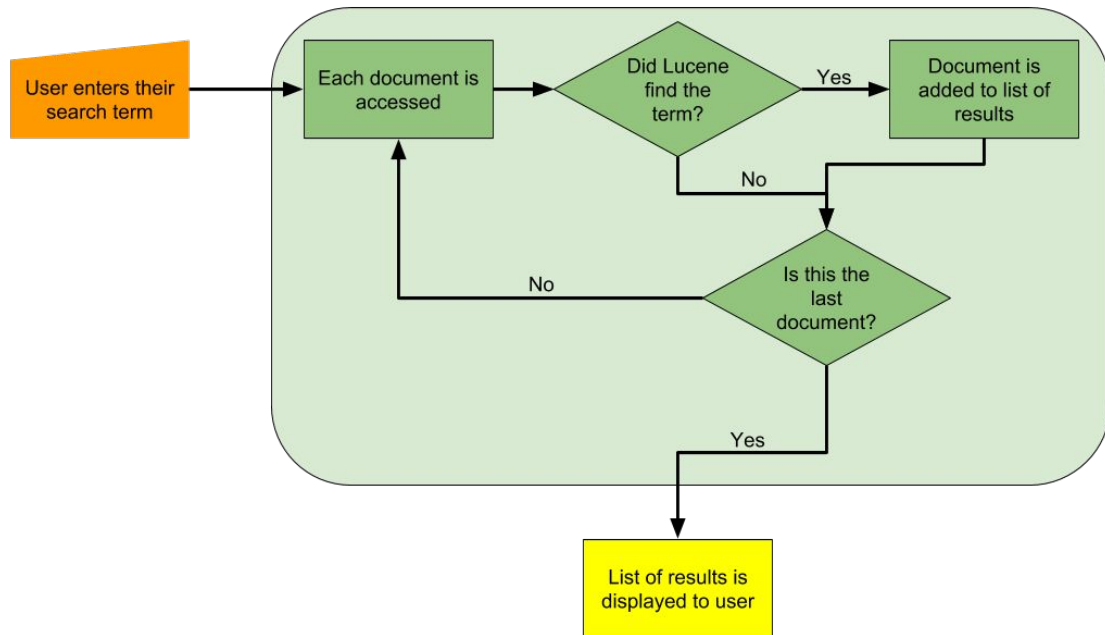 User enters their
search term
Each document is
accessed
Did Lucene
find the
term?
Yes
Document is
added to list of
results
No
Is this the
last
document?
No
Yes
List of results is
displayed to user